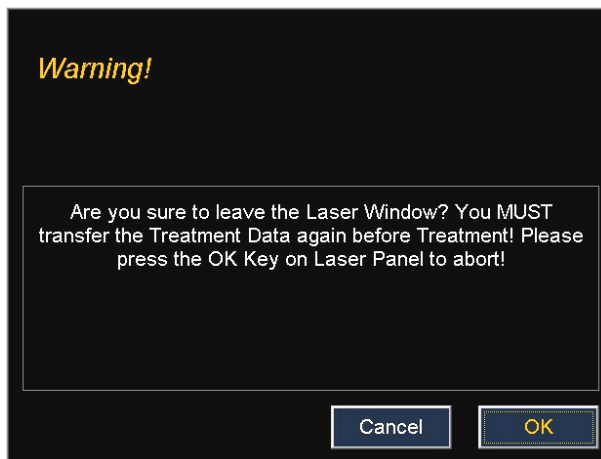 Warning!
Are you sure to leave the Laser Window? You MUST
transfer the Treatment Data again before Treatment! Please
press the OK Key on Laser Panel to abort!
Cancel
OK